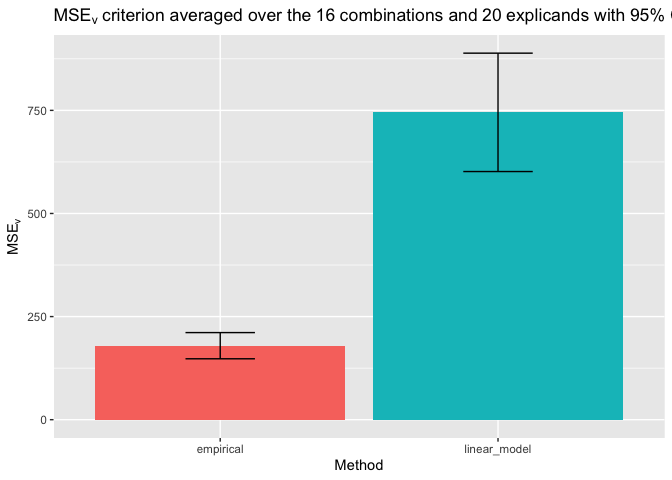 MSEv criterion averaged over the 16 combinations and 20 explicands with 95%
MSEv
750
500
250
0
empirical linear_model
Method